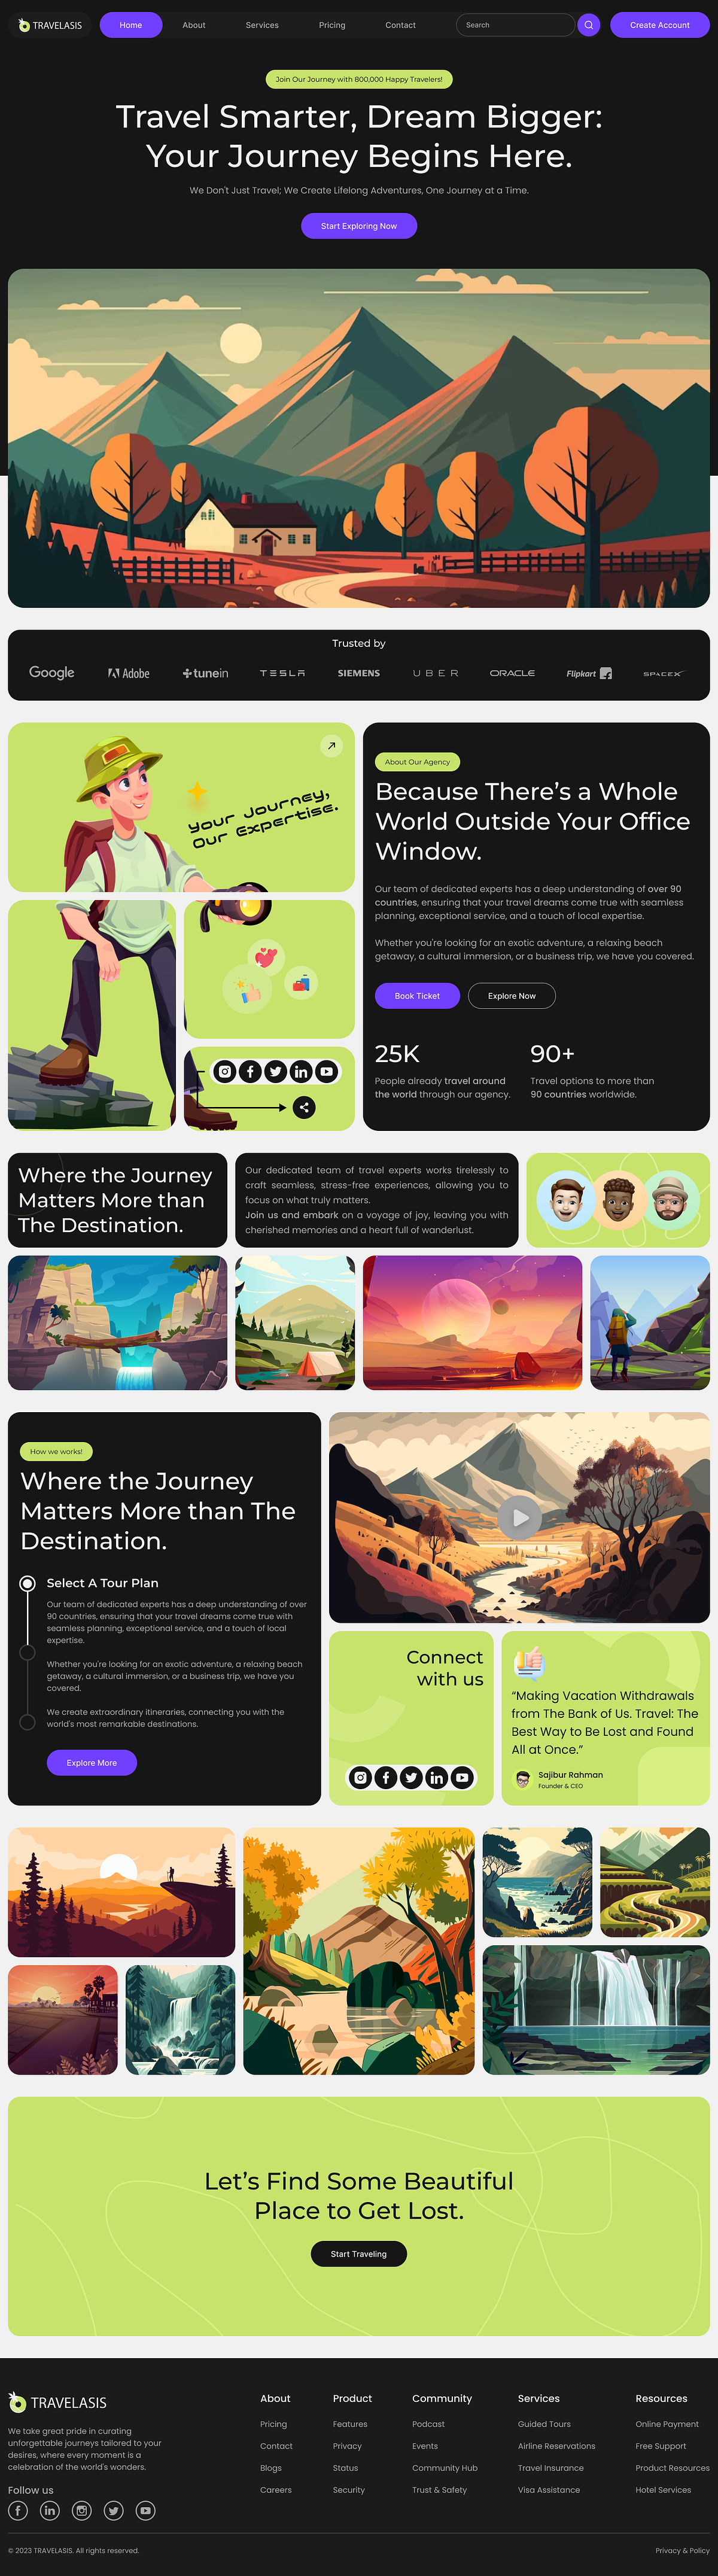 TRAVELASIS
Home
About
Services
Pricing
Contact
Search
Create Account
Join Our Journey with 800,000 Happy Travelers!
Travel Smarter, Dream Bigger:
Your Journey Begins Here.
We Don't Just Travel; We Create Lifelong Adventures, One Journey at a Time.
Start Exploring Now
Trusted by
Google
Adobe
tunein
TESLA
SIEMENS
UBER
ORACLE
Flipkart
SPACEX
Your Journey,
Our Expertise.
About Our Agency
Because There's a Whole
World Outside Your Office
Window.
Our team of dedicated experts has a deep understanding of over 90
countries, ensuring that your travel dreams come true with seamless
planning, exceptional service, and a touch of local expertise.
Whether you're looking for an exotic adventure, a relaxing beach
getaway, a cultural immersion, or a business trip, we have you covered.
Book Ticket
Explore Now
25K
People already travel around
the world through our agency.
90+
Travel options to more than
90 countries worldwide.
Where the Journey
Matters More than
The Destination.
Our dedicated team of travel experts works tirelessly to
craft seamless, stress-free experiences, allowing you to
focus on what truly matters.
Join us and embark on a voyage of joy, leaving you with
cherished memories and a heart full of wanderlust.
How we works!
Where the Journey
Matters More than The
Destination.
Select A Tour Plan
Our team of dedicated experts has a deep understanding of over
90 countries, ensuring that your travel dreams come true with
seamless planning, exceptional service, and a touch of local
expertise.
Whether you're looking for an exotic adventure, a relaxing beach
getaway, a cultural immersion, or a business trip, we have you
covered.
We create extraordinary itineraries, connecting you with the
world's most remarkable destinations.
Explore More
Connect
with us
“Making Vacation Withdrawals
from The Bank of Us. Travel: The
Best Way to Be Lost and Found
All at Once.”
Sajibur Rahman
Founder & CEO
Let's Find Some Beautiful
Place to Get Lost.
Start Traveling
TRAVELASIS
We take great pride in curating
unforgettable journeys tailored to your
desires, where every moment is a
celebration of the world's wonders.
Follow us
About
Pricing
Contact
Blogs
Careers
Product
Features
Privacy
Status
Security
Community
Podcast
Events
Community Hub
Trust & Safety
Services
Guided Tours
Airline Reservations
Travel Insurance
Visa Assistance
Resources
Online Payment
Free Support
Product Resources
Hotel Services
© 2023 TRAVELASIS. All rights reserved.
Privacy & Policy